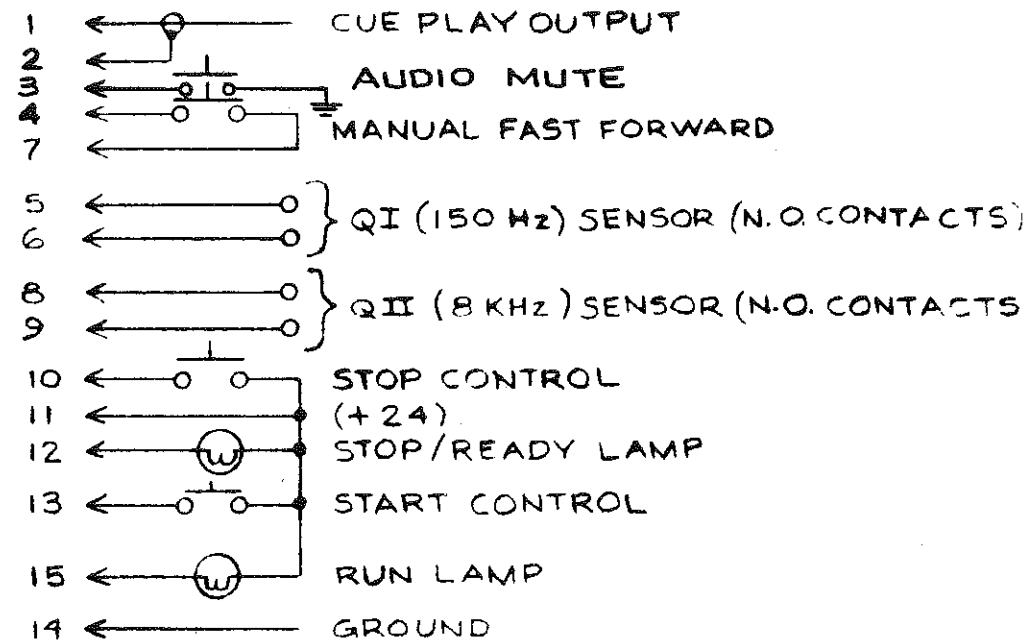 1 CUE PLAY OUTPUT
2
3 AUDIO MUTE
4
MANUAL FAST FORWARD
7
5
QI (150 Hz) SENSOR (N.O. CONTACTS)
6
8
QII (8 KHz) SENSOR (N.O. CONTACTS
9
10 STOP CONTROL
11 (+24)
12 STOP/READY LAMP
13 START CONTROL
15 RUN LAMP
14 GROUND